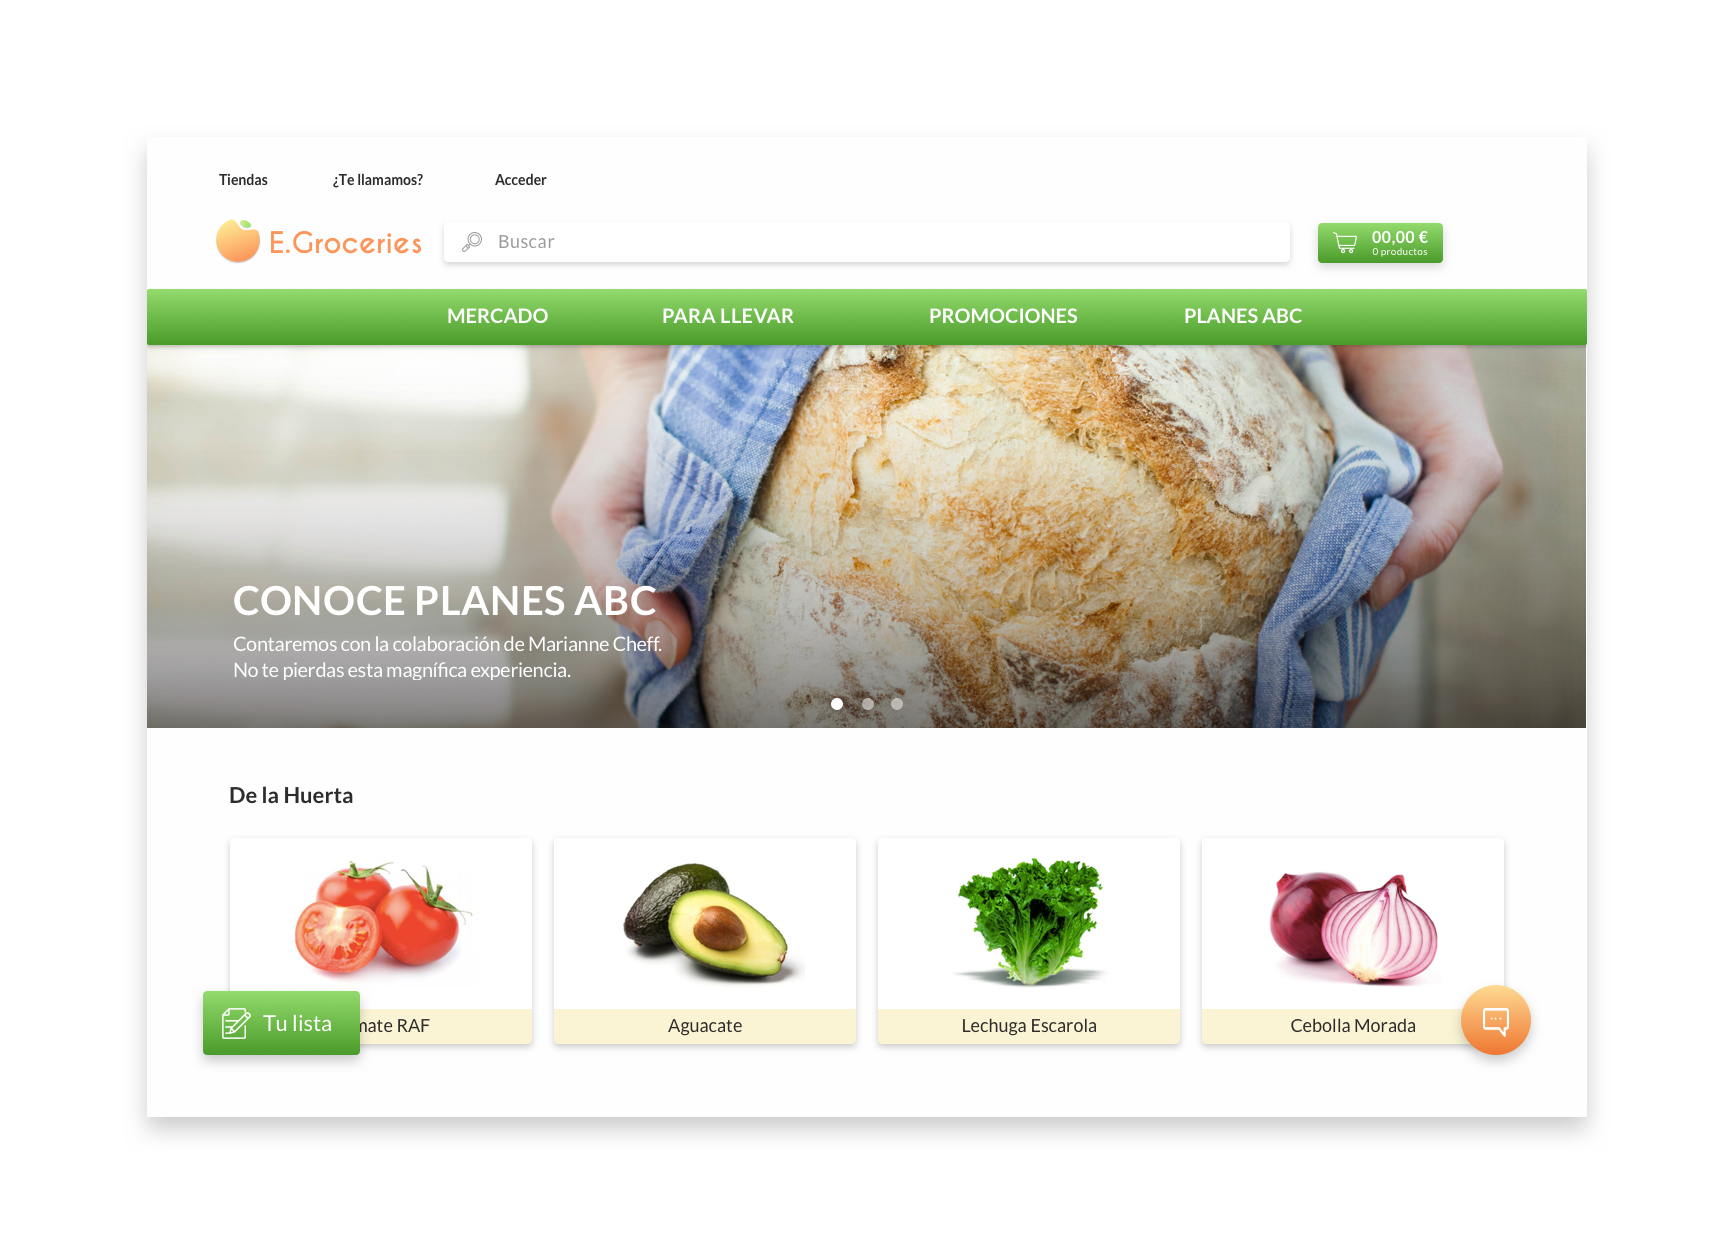 Tiendas ¿Te llamamos? Acceder
E.Groceries
Buscar
00,00 €
0 productos
MERCADO PARA LLEVAR PROMOCIONES PLANES ABC
CONOCE PLANES ABC
Contaremos con la colaboración de Marianne Cheff.
No te pierdas esta magnífica experiencia.
De la Huerta
Tu lista
mate RAF
Aguacate
Lechuga Escarola
Cebolla Morada